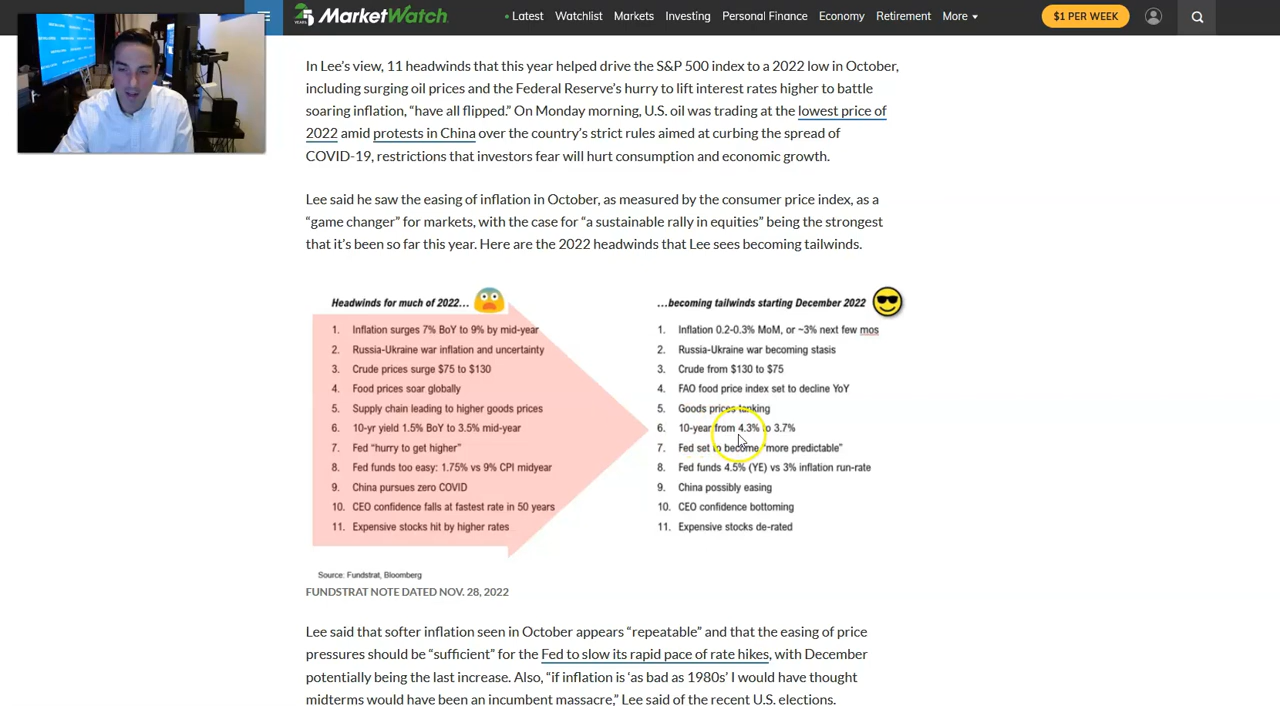 25 YEARS MarketWatch
Latest Watchlist Markets Investing Personal Finance Economy Retirement More $1 PER WEEK
In Lee's view, 11 headwinds that this year helped drive the S&P 500 index to a 2022 low in October,
including surging oil prices and the Federal Reserve's hurry to lift interest rates higher to battle
soaring inflation, “have all flipped.” On Monday morning, U.S. oil was trading at the lowest price of
2022 amid protests in China over the country's strict rules aimed at curbing the spread of
COVID-19, restrictions that investors fear will hurt consumption and economic growth.
Lee said he saw the easing of inflation in October, as measured by the consumer price index, as a
“game changer” for markets, with the case for “a sustainable rally in equities” being the strongest
that it's been so far this year. Here are the 2022 headwinds that Lee sees becoming tailwinds.
Headwinds for much of 2022...
1. Inflation surges 7% BoY to 9% by mid-year
2. Russia-Ukraine war inflation and uncertainty
3. Crude prices surge $75 to $130
4. Food prices soar globally
5. Supply chain leading to higher goods prices
6. 10-yr yield 1.5% BoY to 3.5% mid-year
7. Fed “hurry to get higher”
8. Fed funds too easy: 1.75% vs 9% CPI midyear
9. China pursues zero COVID
10. CEO confidence falls at fastest rate in 50 years
11. Expensive stocks hit by higher rates
...becoming tailwinds starting December 2022
1. Inflation 0.2-0.3% MoM, or ~3% next few mos
2. Russia-Ukraine war becoming stasis
3. Crude from $130 to $75
4. FAO food price index set to decline YoY
5. Goods prices tanking
6. 10-year from 4.3% to 3.7%
7. Fed set to become “more predictable”
8. Fed funds 4.5% (YE) vs 3% inflation run-rate
9. China possibly easing
10. CEO confidence bottoming
11. Expensive stocks de-rated
Source: Fundstrat, Bloomberg
FUNDSTRAT NOTE DATED NOV. 28, 2022
Lee said that softer inflation seen in October appears “repeatable” and that the easing of price
pressures should be “sufficient” for the Fed to slow its rapid pace of rate hikes, with December
potentially being the last increase. Also, “if inflation is ‘as bad as 1980s’ I would have thought
midterms would have been an incumbent massacre,” Lee said of the recent U.S. elections.